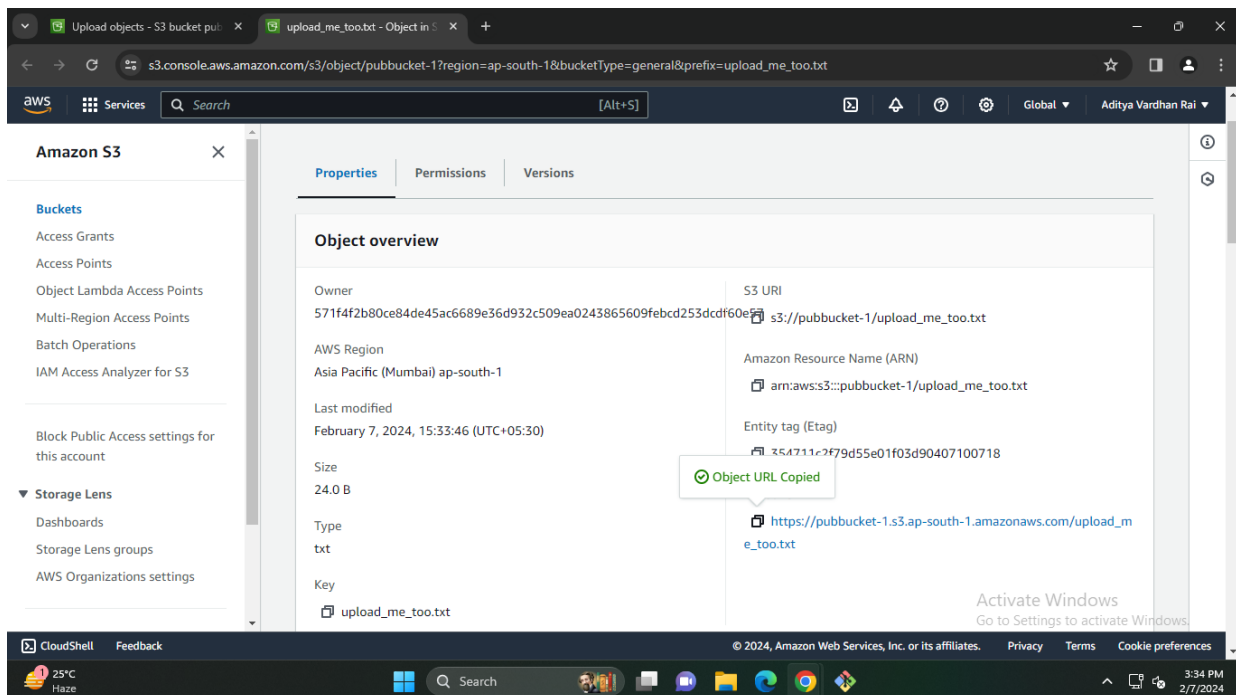 Upload objects - S3 bucket pub
upload_me_too.txt - Object in S
s3.console.aws.amazon.com/s3/object/pubbucket-1?region=ap-south-1&bucketType=general&prefix=upload_me_too.txt
aws Services Search [Alt+S] Global Aditya Vardhan Rai
Amazon S3
Buckets
Access Grants
Access Points
Object Lambda Access Points
Multi-Region Access Points
Batch Operations
IAM Access Analyzer for S3
Block Public Access settings for
this account
Storage Lens
Dashboards
Storage Lens groups
AWS Organizations settings
Properties Permissions Versions
Object overview
Owner
571f4f2b80ce84de45ac6689e36d932c509ea0243865609febcd253dcdf60e57
AWS Region
Asia Pacific (Mumbai) ap-south-1
Last modified
February 7, 2024, 15:33:46 (UTC+05:30)
Size
24.0 B
Type
txt
Key
upload_me_too.txt
S3 URI
s3://pubbucket-1/upload_me_too.txt
Amazon Resource Name (ARN)
arn:aws:s3:::pubbucket-1/upload_me_too.txt
Entity tag (Etag)
354711c2f79d55e01f03d90407100718
Object URL Copied
https://pubbucket-1.s3.ap-south-1.amazonaws.com/upload_m
e_too.txt
Activate Windows
Go to Settings to activate Windows.
CloudShell Feedback © 2024, Amazon Web Services, Inc. or its affiliates. Privacy Terms Cookie preferences
1
25°C
Haze
Search
3:34 PM
2/7/2024